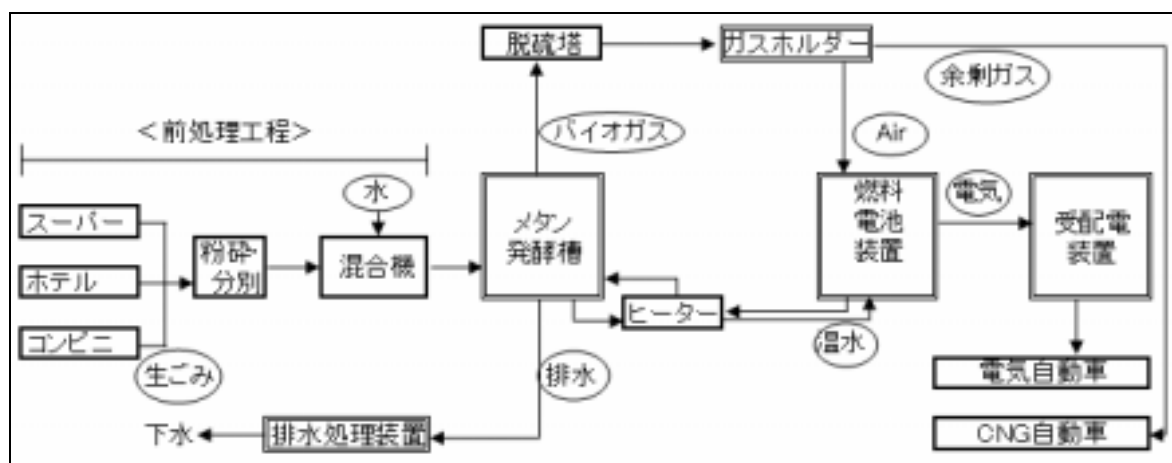 脱硫塔
ガスホルダー
余剰ガス
<前処理工程>
バイオガス
Air
水
スーパー
ホテル
コンビニ
生ごみ
粉砕・
分別
混合機
メタン
発酵槽
ヒーター
燃料
電池
装置
電気
受配電
装置
温水
排水
電気自動車
下水
排水処理装置
CNG自動車